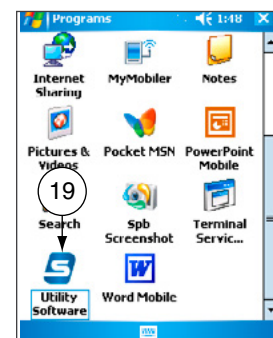 Programs 1:48
Internet MyMobiler Notes
Sharing
Pictures & Pocket MSN PowerPoint
Videos Mobile
19
Search Spb Terminal
Screenshot Servic...
Utility Word Mobile
Software